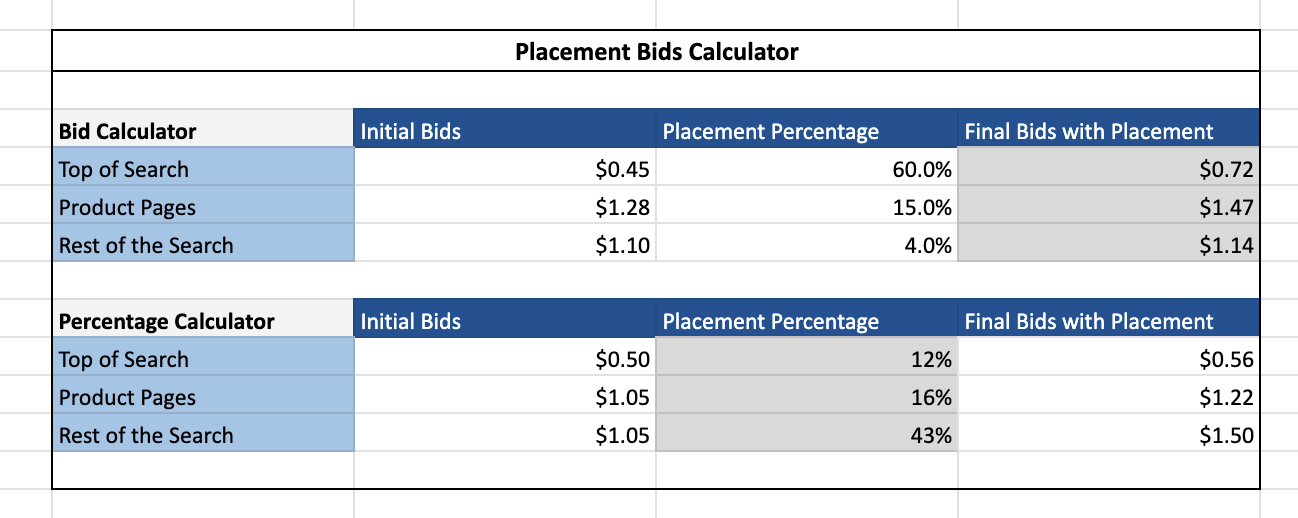 Placement Bids Calculator
Bid Calculator Initial Bids Placement Percentage Final Bids with Placement
Top of Search $0.45 60.0% $0.72
Product Pages $1.28 15.0% $1.47
Rest of the Search $1.10 4.0% $1.14
Percentage Calculator Initial Bids Placement Percentage Final Bids with Placement
Top of Search $0.50 12% $0.56
Product Pages $1.05 16% $1.22
Rest of the Search $1.05 43% $1.50